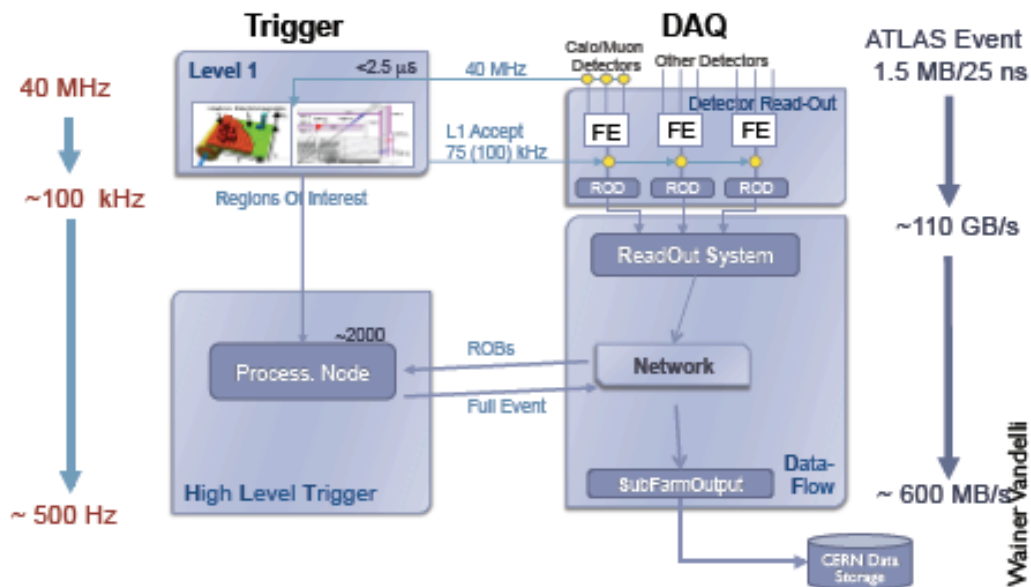 Trigger
DAQ
ATLAS Event
1.5 MB/25 ns
40 MHz
~100 kHz
~ 500 Hz
Level 1
<2.5 μs
40 MHz
Calo/Muon
Detectors
Other Detectors
Detector Read-Out
FE
FE
FE
L1 Accept
75 (100) kHz
ROD
ROD
ROD
Regions Of Interest
~110 GB/s
ReadOut System
~2000
Process. Node
ROBs
Network
Full Event
High Level Trigger
SubFarmOutput
Data-
Flow
~ 600 MB/s
CERN Data
Storage
Wainer Vandelli